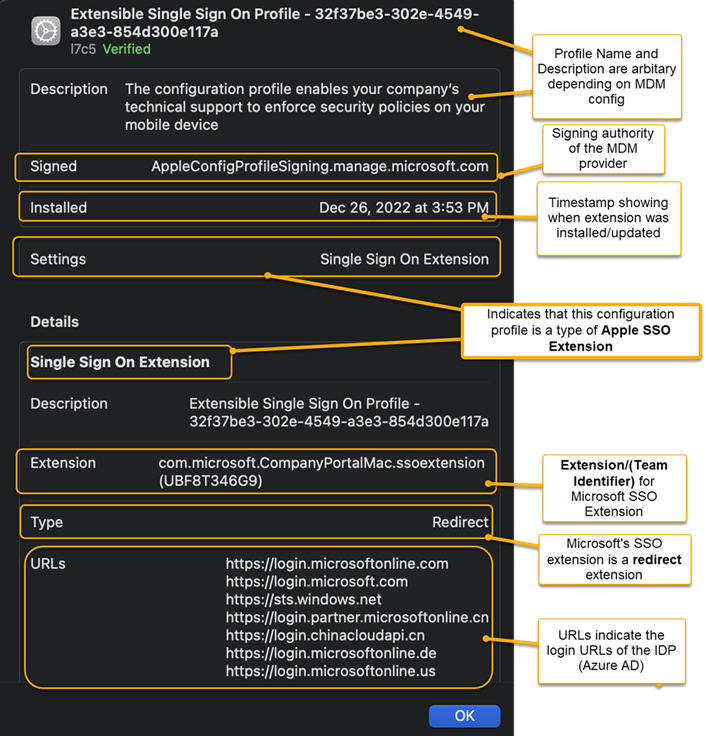 Extensible Single Sign On Profile - 32f37be3-302e-4549-
a3e3-854d300e117a
I7c5 Verified
Description The configuration profile enables your company's
technical support to enforce security policies on your
mobile device
Signed AppleConfigProfileSigning.manage.microsoft.com
Installed Dec 26, 2022 at 3:53 PM
Settings Single Sign On Extension
Details
Single Sign On Extension
Description Extensible Single Sign On Profile -
32f37be3-302e-4549-a3e3-854d300e117a
Extension com.microsoft.CompanyPortalMac.ssoextension
(UBF8T346G9)
Type Redirect
URLs https://login.microsoftonline.com
https://login.microsoft.com
https://sts.windows.net
https://login.partner.microsoftonline.cn
https://login.chinacloudapi.cn
https://login.microsoftonline.de
https://login.microsoftonline.us
OK
Profile Name and
Description are arbitary
depending on MDM
config
Signing authority
of the MDM
provider
Timestamp showing
when extension was
installed/updated
Indicates that this configuration
profile is a type of Apple SSO
Extension
Extension/(Team
Identifier) for
Microsoft SSO
Extension
Microsoft's SSO
extension is a redirect
extension
URLs indicate the
login URLs of the IDP
(Azure AD)